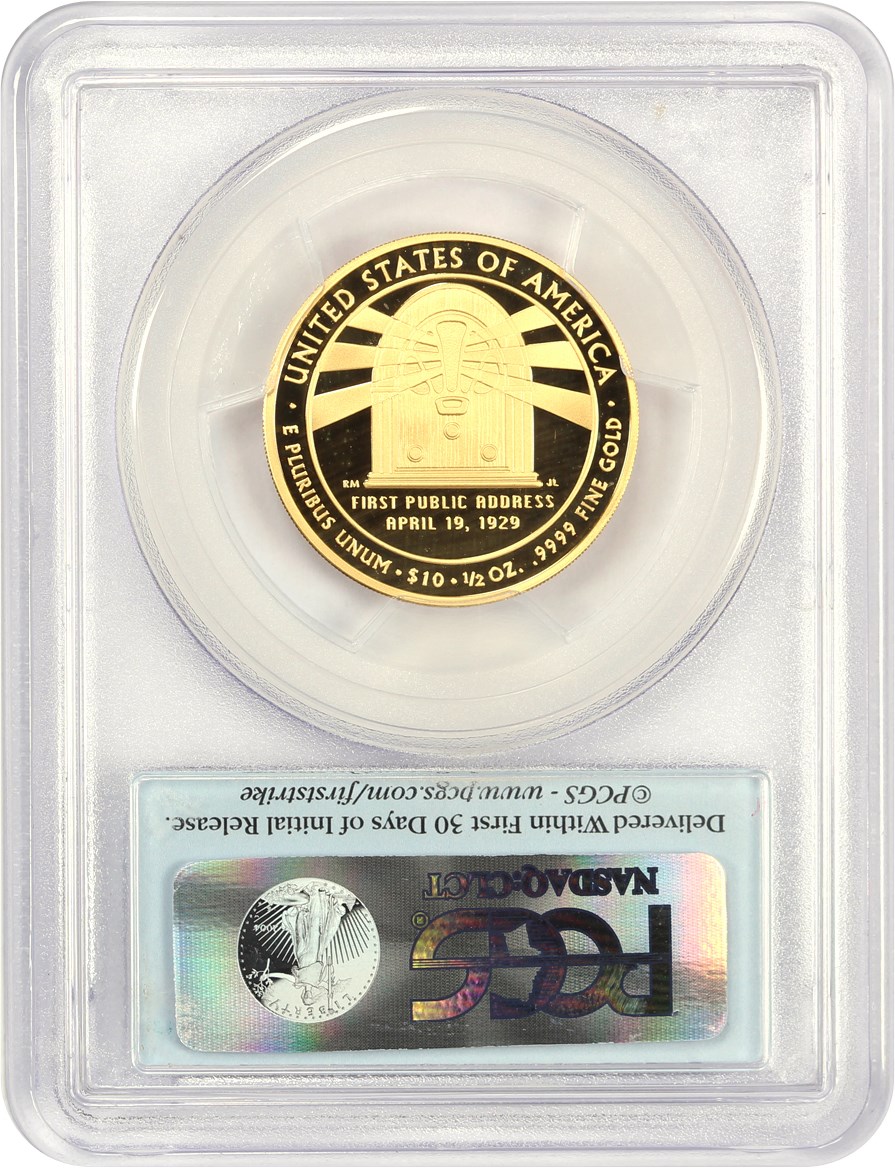 UNITED STATES OF AMERICA
RM JL
FIRST PUBLIC ADDRESS
APRIL 19, 1929
· E PLURIBUS UNUM · $10 · 1/2 OZ. .9999 FINE GOLD ·
©PCGS - www.pcgs.com/firststrike
Delivered Within First 30 Days of Initial Release.
NASDAQ:CLCT
PCGS®
2004
LIBERTY